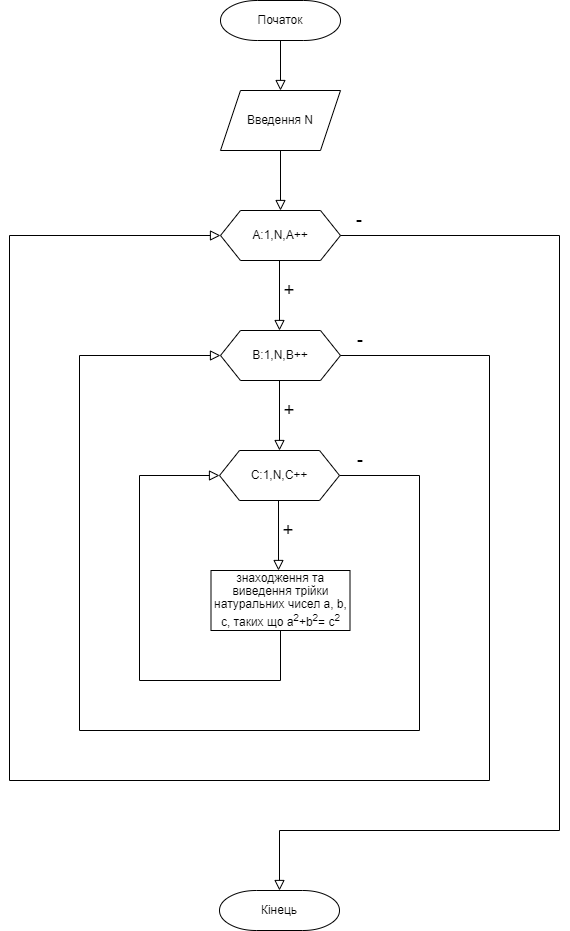 Початок
Введення N
-
A:1,N,A++
+
-
B:1,N,B++
+
-
C:1,N,C++
+
знаходження та
виведення трійки
натуральних чисел a, b,
c, таких що a²+b²= c²
Кінець